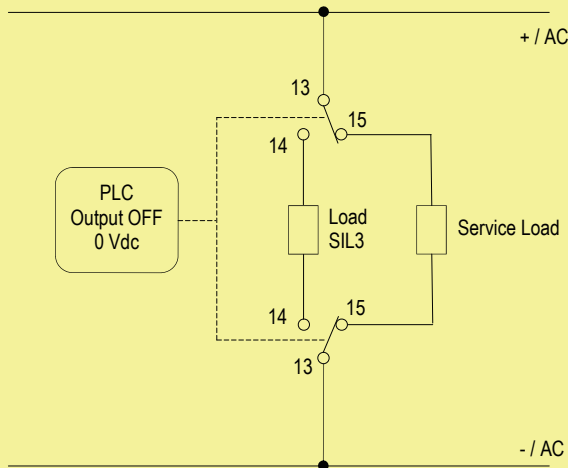 + / AC
13
15
14
PLC
Output OFF
0 Vdc
Load
SIL3
Service Load
15
14
13
- / AC